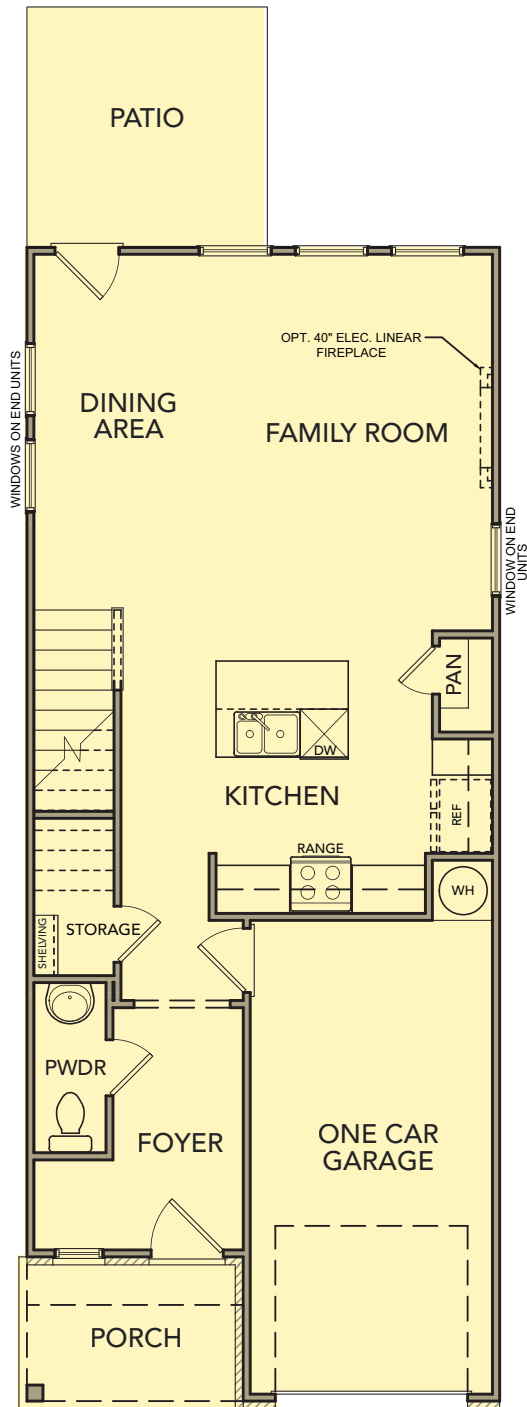 PATIO
OPT. 40" ELEC. LINEAR
FIREPLACE
WINDOWS ON END UNITS
DINING
AREA
FAMILY ROOM
WINDOW ON END
UNITS
PAN
DW
KITCHEN
REF
RANGE
WH
SHELVING
STORAGE
PWDR
FOYER
ONE CAR
GARAGE
PORCH